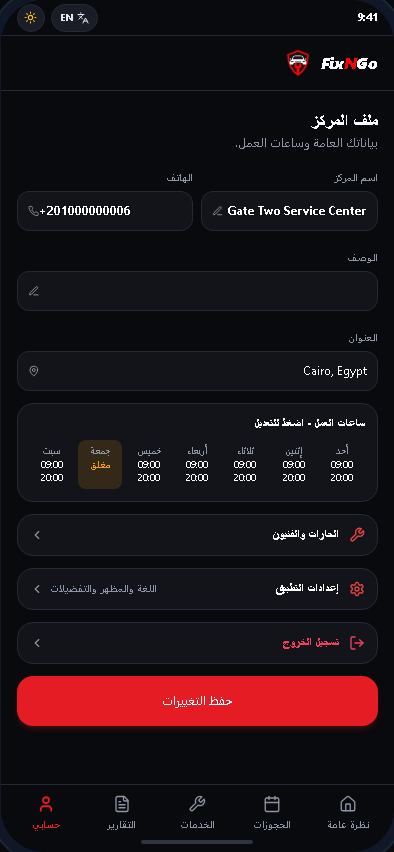 9:41
EN
FixNGo
ملف المركز
بياناتك العامة وساعات العمل.
اسم المركز
الهاتف
Gate Two Service Center
+201000000006
الوصف
العنوان
Cairo, Egypt
ساعات العمل - اضغط للتعديل
أحد إثنين ثلاثاء أربعاء خميس جمعة سبت
09:00 09:00 09:00 09:00 09:00 مغلق 09:00
20:00 20:00 20:00 20:00 20:00 20:00
الحارات والفنيون
إعدادات التطبيق
اللغة والمظهر والتفضيلات
تسجيل الخروج
حفظ التغييرات
نظرة عامة
الحجوزات
الخدمات
التقارير
حسابي